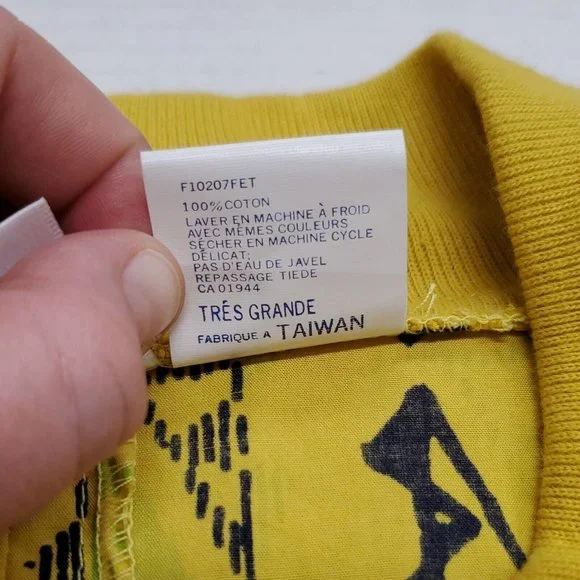 F10207FET
100%COTON
LAVER EN MACHINE À FROID
AVEC MÊMES COULEURS
SÉCHER EN MACHINE CYCLE
DÉLICAT;
PAS D'EAU DE JAVEL
REPASSAGE TIEDE
CA 01944
TRÉS GRANDE
FABRIQUE A TAIWAN